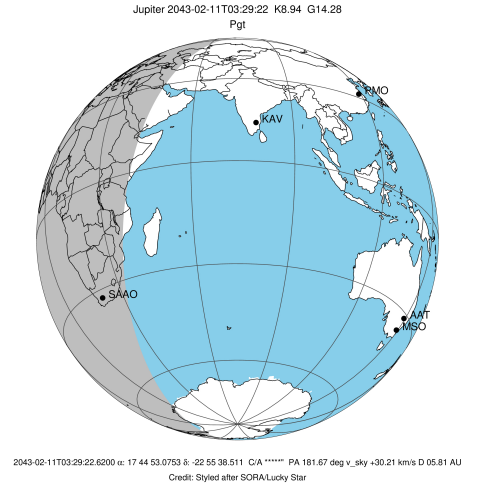 Jupiter 2043-02-11T03:29:22 K8.94 G14.28
Pgt
PMO
KAV
SAAO
AAT
MSO
2043-02-11T03:29:22.6200 α: 17 44 53.0753 δ: -22 55 38.511 C/A *****" PA 181.67 deg v_sky +30.21 km/s D 05.81 AU
Credit: Styled after SORA/Lucky Star